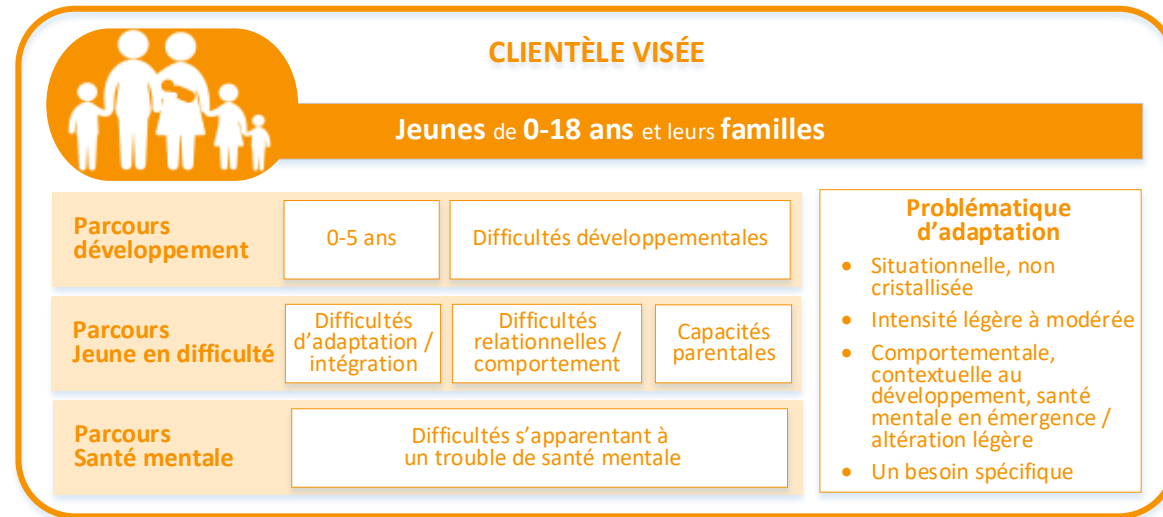 CLIENTÈLE VISÉE
Jeunes de 0-18 ans et leurs familles
Parcours
développement
0-5 ans
Difficultés développementales
Parcours
Jeune en difficulté
Difficultés
d'adaptation /
intégration
Difficultés
relationnelles /
comportement
Capacités
parentales
Parcours
Santé mentale
Difficultés s'apparentant à
un trouble de santé mentale
Problématique
d'adaptation
• Situationnelle, non
cristallisée
• Intensité légère à modérée
• Comportementale,
contextuelle au
développement, santé
mentale en émergence /
altération légère
• Un besoin spécifique